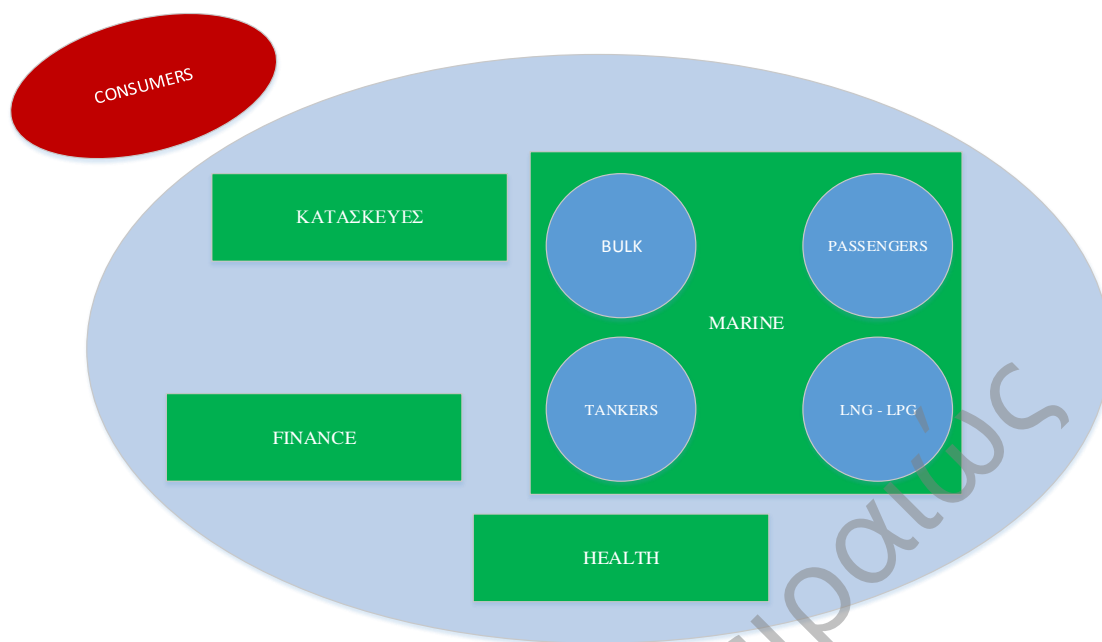 CONSUMERS
ΚΑΤΑΣΚΕΥΕΣ
BULK
PASSENGERS
MARINE
TANKERS
LNG - LPG
FINANCE
HEALTH